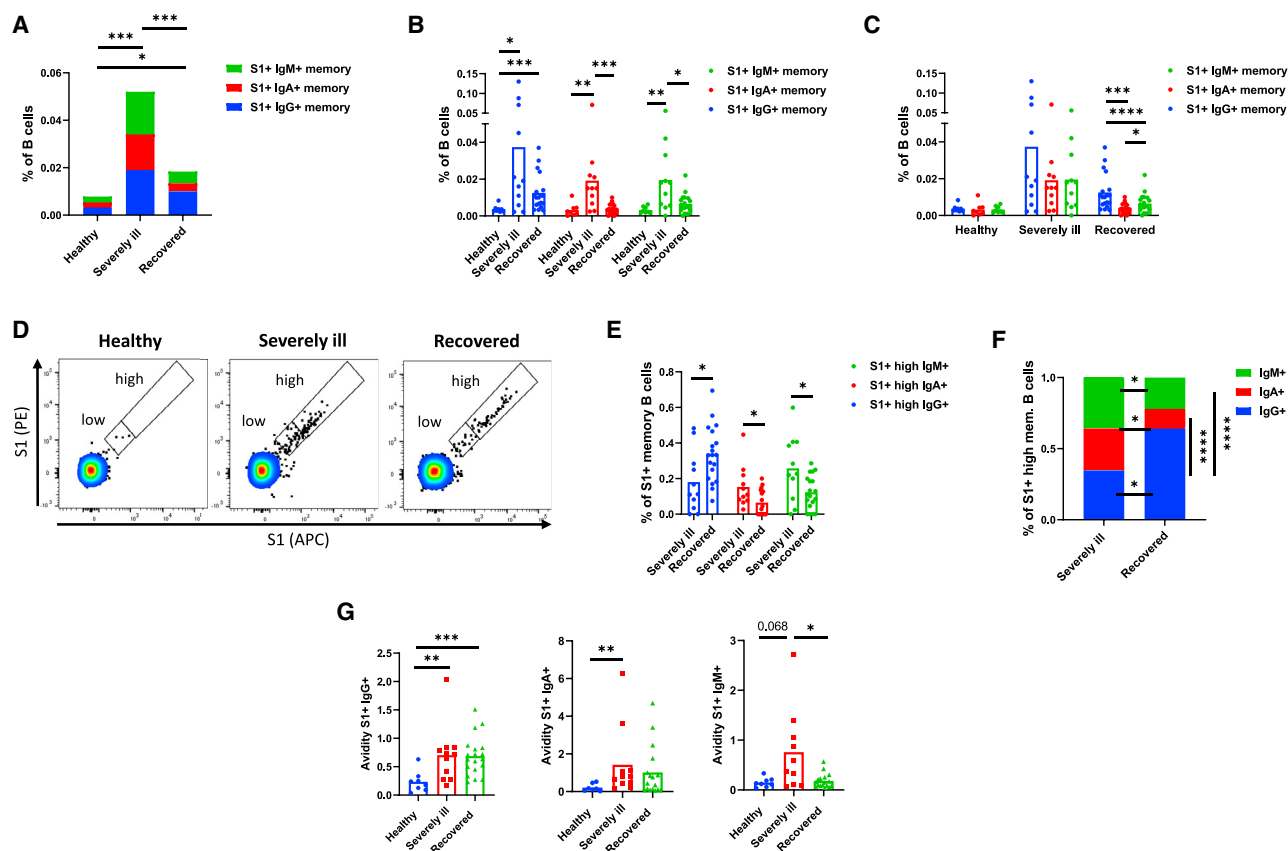 A
***
***
*
% of B cells
0.06
0.04
0.02
0.00
Healthy
Severely ill
Recovered
S1+ IgM+ memory
S1+ IgA+ memory
S1+ IgG+ memory
B
*
***
**
***
**
*
% of B cells
0.15
0.10
0.05
0.04
0.02
0.00
Healthy
Severely ill
Recovered
Healthy
Severely ill
Recovered
Healthy
Severely ill
Recovered
S1+ IgM+ memory
S1+ IgA+ memory
S1+ IgG+ memory
C
***
****
*
% of B cells
0.15
0.10
0.05
0.04
0.02
0.00
Healthy
Severely ill
Recovered
S1+ IgM+ memory
S1+ IgA+ memory
S1+ IgG+ memory
D
Healthy
Severely ill
Recovered
high
low
high
low
high
low
S1 (PE)
S1 (APC)
E
*
*
*
% of S1+ memory B cells
0.8
0.6
0.4
0.2
0.0
Severely ill
Recovered
Severely ill
Recovered
Severely ill
Recovered
S1+ high IgM+
S1+ high IgA+
S1+ high IgG+
F
% of S1+ high mem. B cells
1.0
0.5
0.0
*
*
*
****
****
Severely ill
Recovered
IgM+
IgA+
IgG+
G
***
**
Avidity S1+ IgG+
2.5
2.0
1.5
1.0
0.5
0.0
Healthy
Severely ill
Recovered
**
Avidity S1+ IgA+
8
6
4
2
0
Healthy
Severely ill
Recovered
0.068
*
Avidity S1+ IgM+
3
2
1
0
Healthy
Severely ill
Recovered